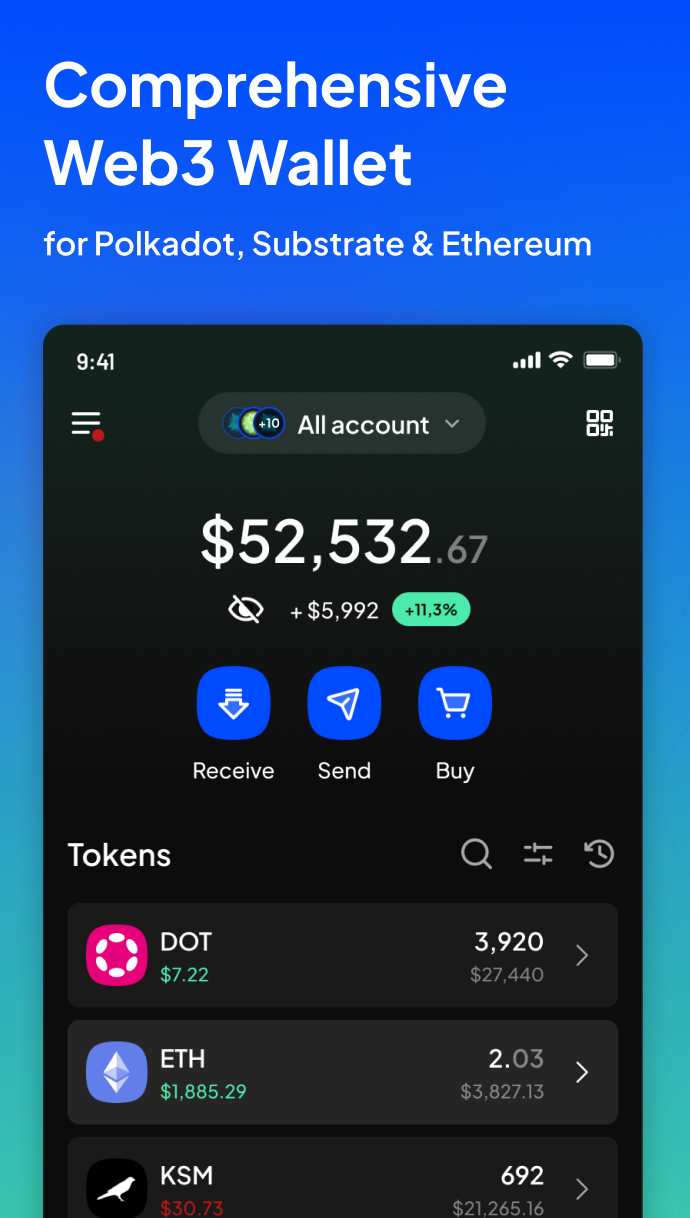 Comprehensive
Web3 Wallet
for Polkadot, Substrate & Ethereum
9:41
+10 All account
$52,532.67
+ $5,992 +11,3%
Receive Send Buy
Tokens
DOT 3,920
$7.22 $27,440
ETH 2.03
$1,885.29 $3,827.13
KSM 692
$30.73 $21,265.16